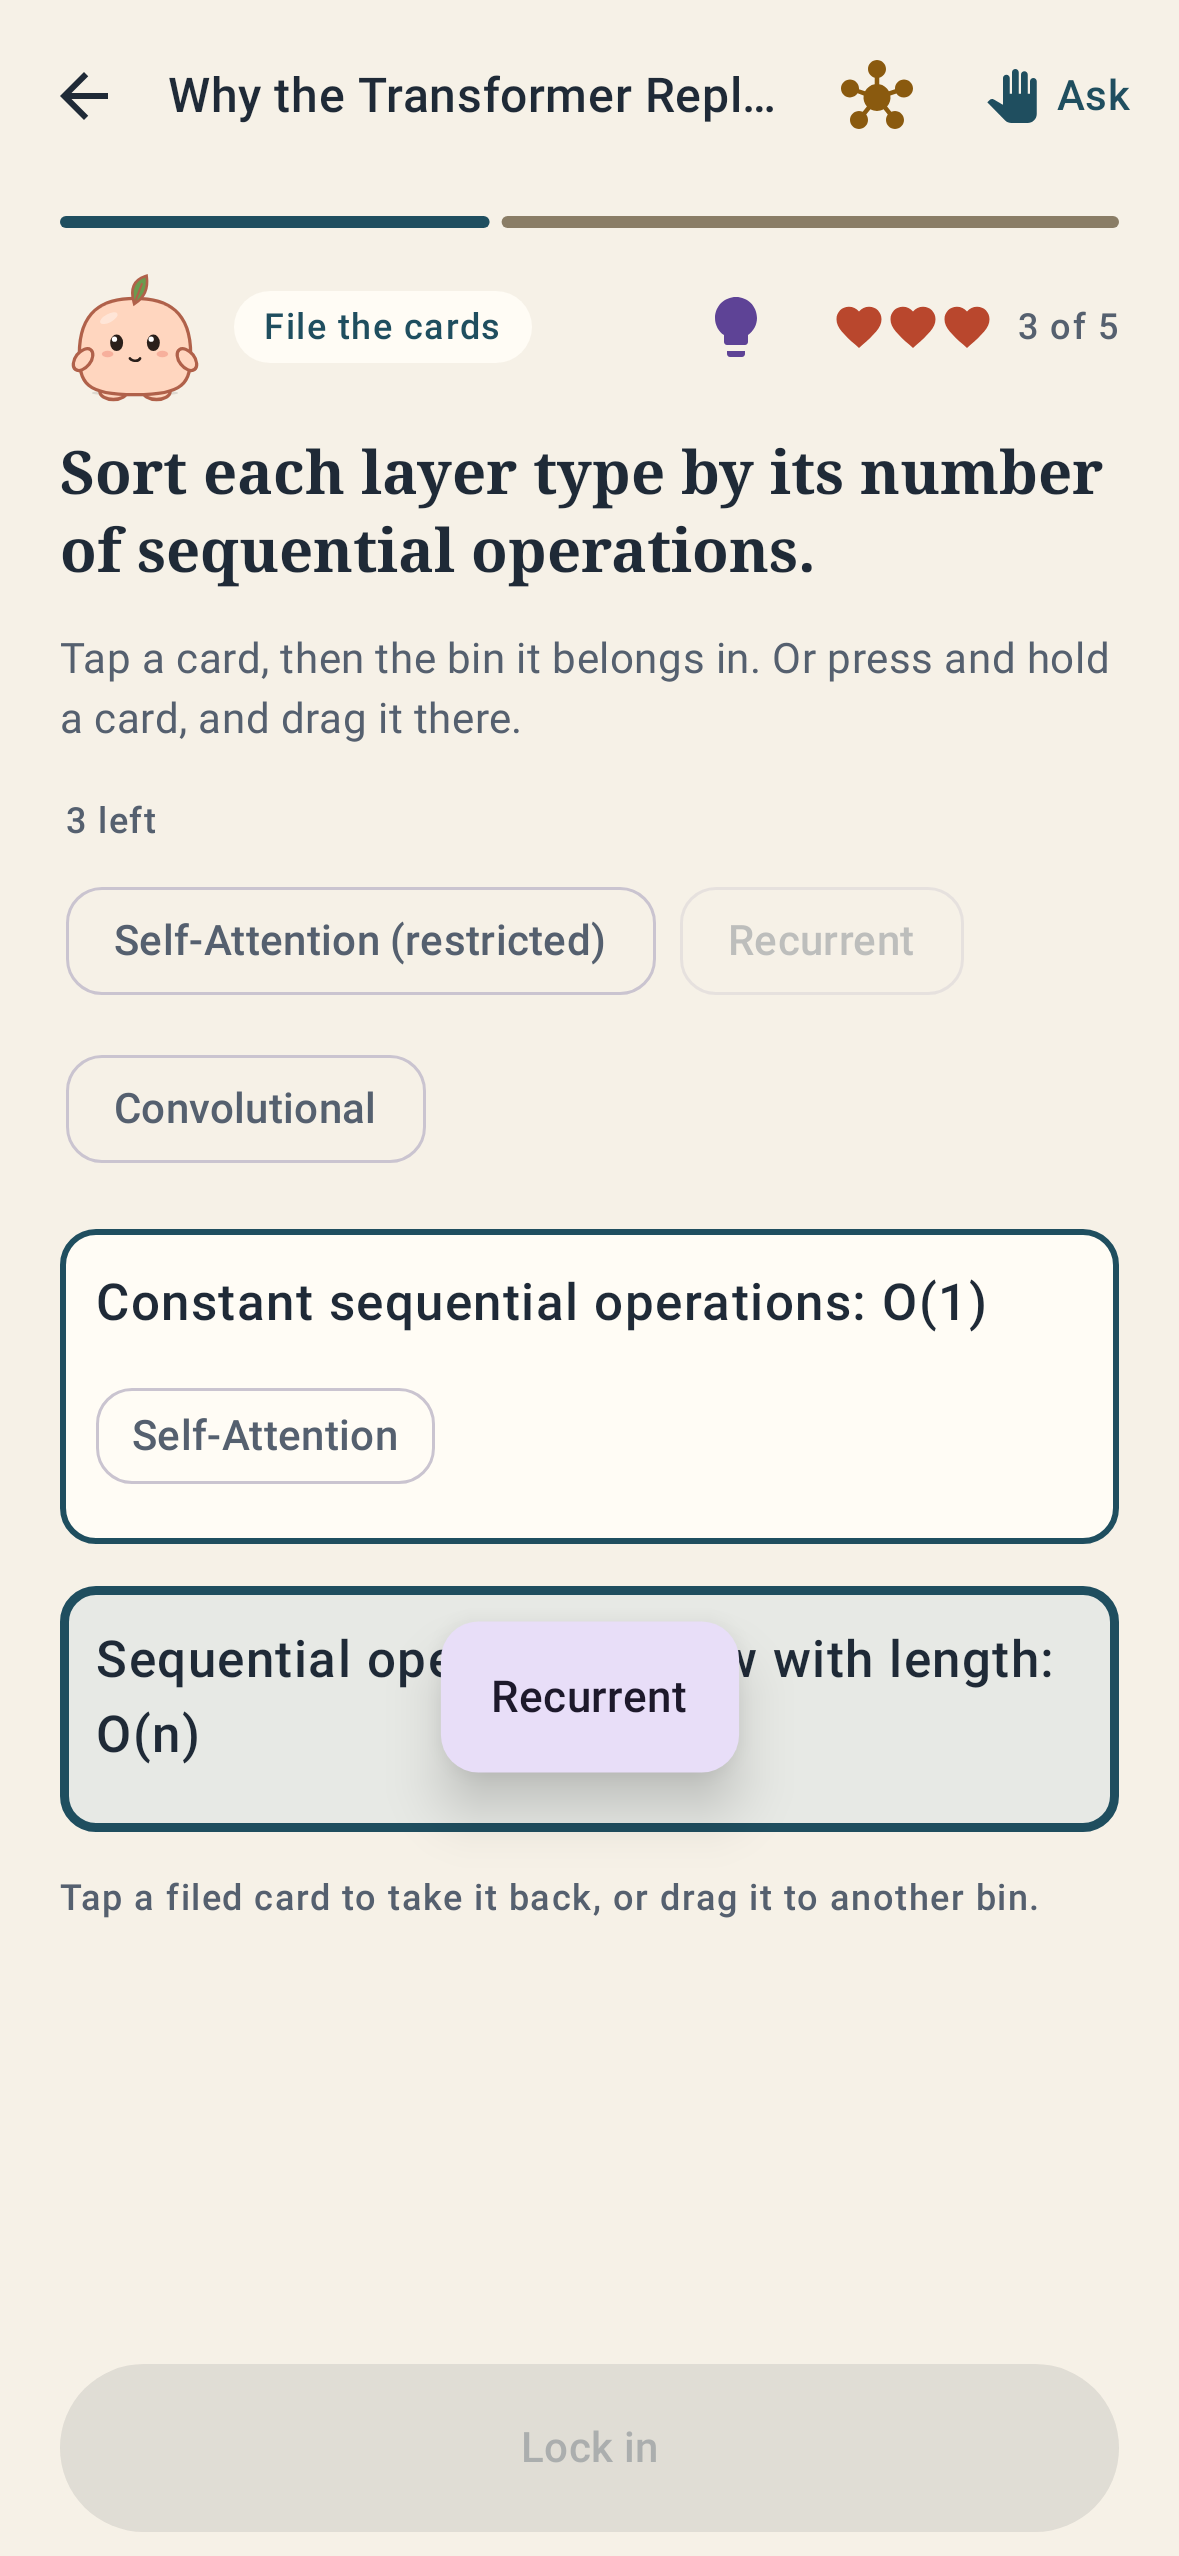 Why the Transformer Repl…
Ask
File the cards
3 of 5
Sort each layer type by its number
of sequential operations.
Tap a card, then the bin it belongs in. Or press and hold
a card, and drag it there.
3 left
Self-Attention (restricted)
Recurrent
Convolutional
Constant sequential operations: O(1)
Self-Attention
Sequential with length:
O(n)
Recurrent
Tap a filed card to take it back, or drag it to another bin.
Lock in